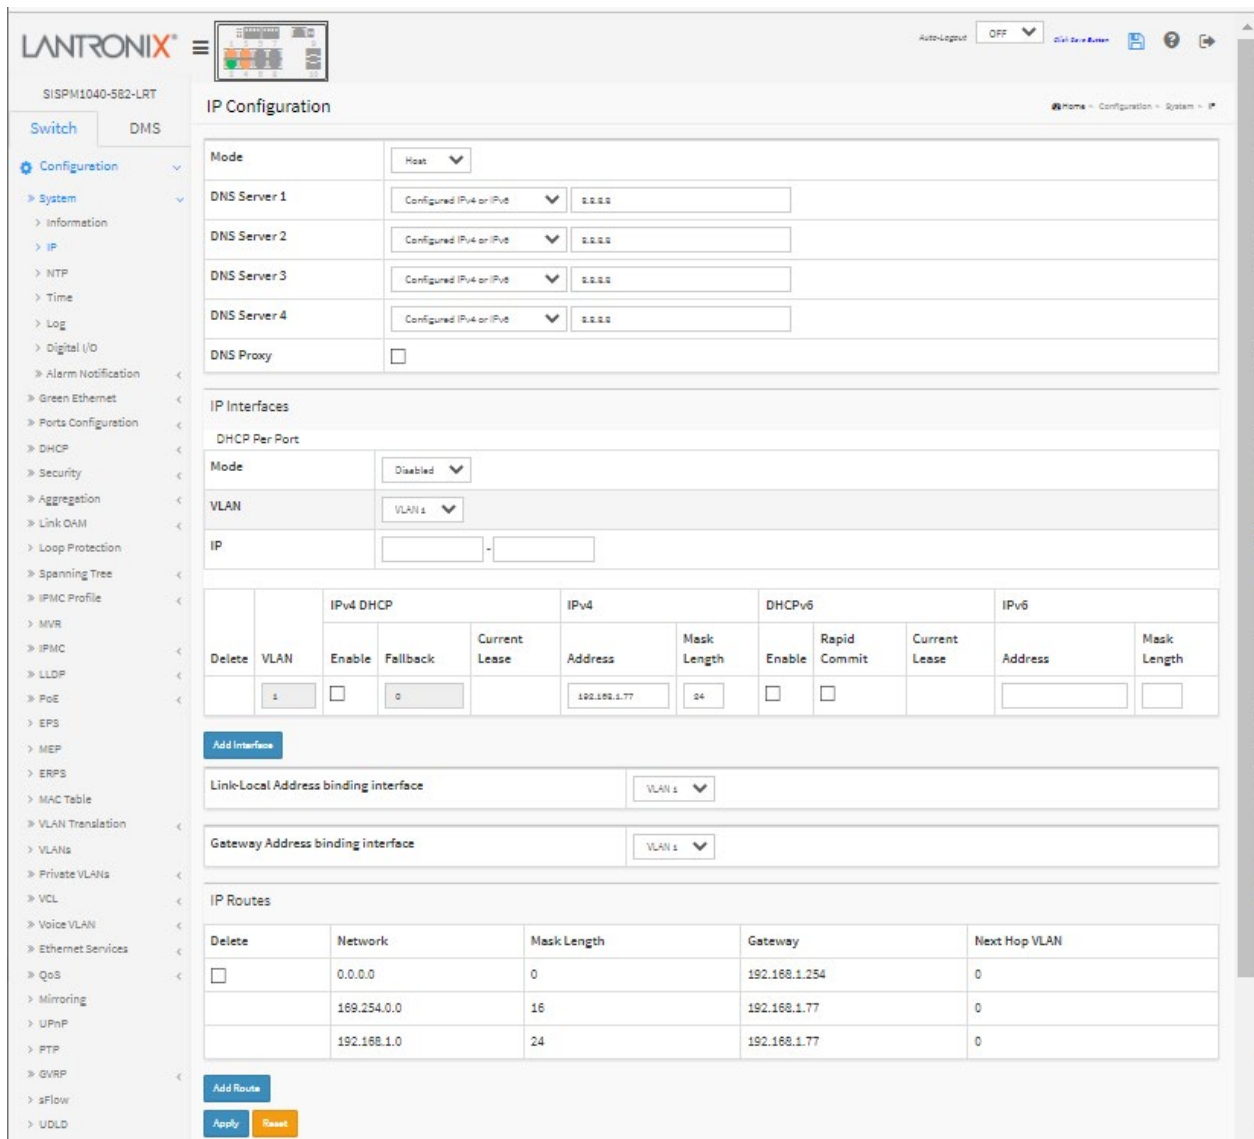 LANTRONIX®
Auto-Logout OFF Click Save Button
SISPM1040-582-LRT
Switch DMS
Configuration
System
Information
IP
NTP
Time
Log
Digital I/O
Alarm Notification
Green Ethernet
Ports Configuration
DHCP
Security
Aggregation
Link OAM
Loop Protection
Spanning Tree
IPMC Profile
MVR
IPMC
LLDP
PoE
EPS
MEP
ERPS
MAC Table
VLAN Translation
VLANs
Private VLANs
VCL
Voice VLAN
Ethernet Services
QoS
Mirroring
UPnP
PTP
GVRP
sFlow
UDLD
IP Configuration
Home - Configuration - System - IP
Mode Host
DNS Server 1 Configured IPv4 or IPv6
DNS Server 2 Configured IPv4 or IPv6
DNS Server 3 Configured IPv4 or IPv6
DNS Server 4 Configured IPv4 or IPv6
DNS Proxy
IP Interfaces
DHCP Per Port
Mode Disabled
VLAN VLAN 1
IP -
IPv4 DHCP IPv4 DHCPv6 IPv6
Delete VLAN Enable Fallback Current Lease Address Mask Length Enable Rapid Commit Current Lease Address Mask Length
1 0 192.168.1.77 24
Add Interface
Link-Local Address binding interface VLAN 1
Gateway Address binding interface VLAN 1
IP Routes
Delete Network Mask Length Gateway Next Hop VLAN
0.0.0.0 0 192.168.1.254 0
169.254.0.0 16 192.168.1.77 0
192.168.1.0 24 192.168.1.77 0
Add Route
Apply Reset